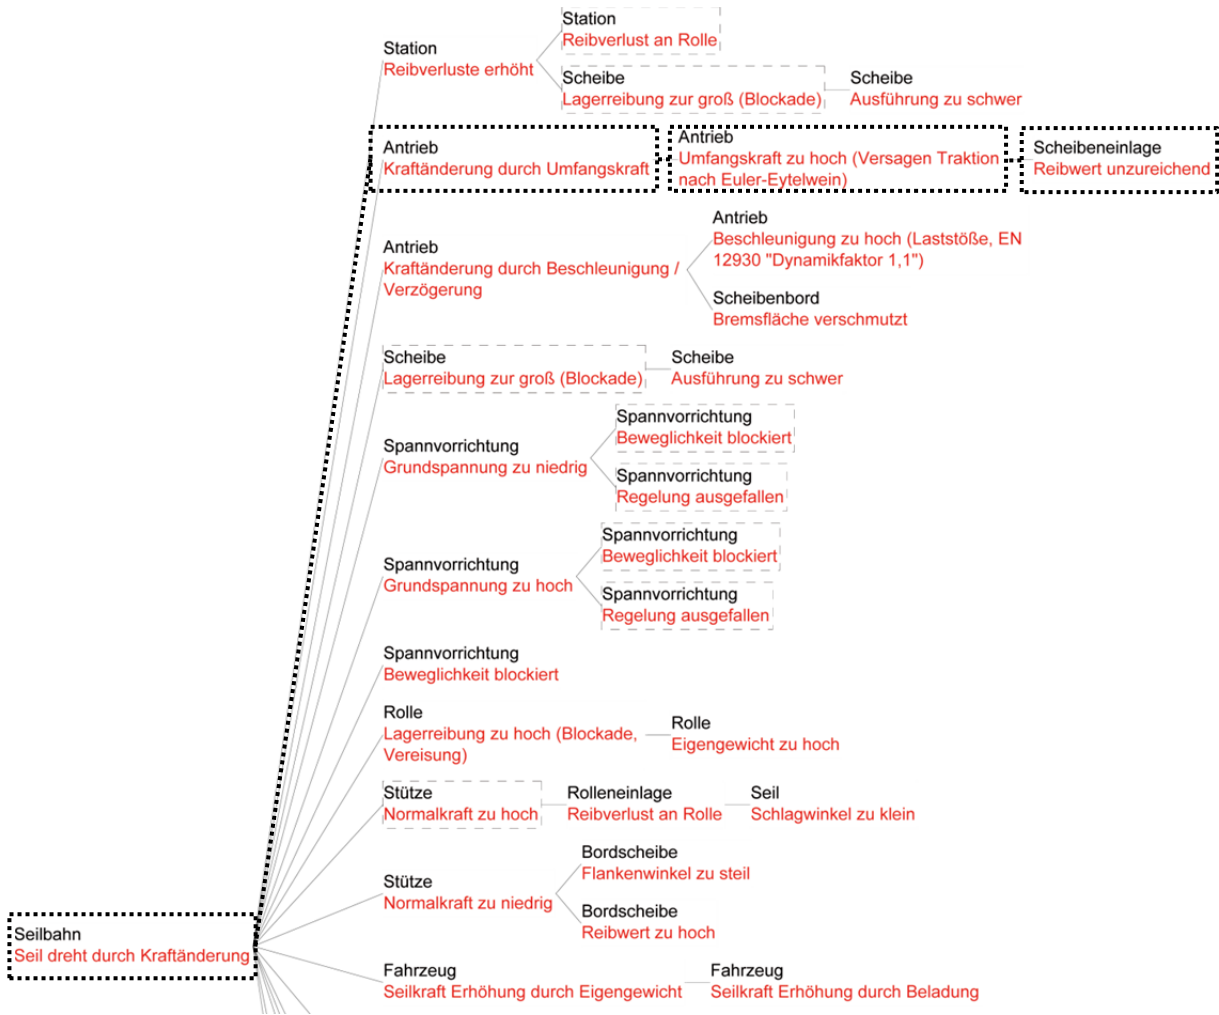 Station
Reibverlust an Rolle
Station
Reibverluste erhöht
Scheibe
Lagerreibung zur groß (Blockade)
Scheibe
Ausführung zu schwer
Antrieb
Kraftänderung durch Umfangskraft
Antrieb
Umfangskraft zu hoch (Versagen Traktion
nach Euler-Eytelwein)
Scheibeneinlage
Reibwert unzureichend
Antrieb
Kraftänderung durch Beschleunigung /
Verzögerung
Antrieb
Beschleunigung zu hoch (Laststöße, EN
12930 "Dynamikfaktor 1,1")
Scheibenbord
Bremsfläche verschmutzt
Scheibe
Lagerreibung zur groß (Blockade)
Scheibe
Ausführung zu schwer
Spannvorrichtung
Grundspannung zu niedrig
Spannvorrichtung
Beweglichkeit blockiert
Spannvorrichtung
Regelung ausgefallen
Spannvorrichtung
Grundspannung zu hoch
Spannvorrichtung
Beweglichkeit blockiert
Spannvorrichtung
Regelung ausgefallen
Spannvorrichtung
Beweglichkeit blockiert
Rolle
Lagerreibung zu hoch (Blockade,
Vereisung)
Rolle
Eigengewicht zu hoch
Stütze
Normalkraft zu hoch
Rolleneinlage
Reibverlust an Rolle
Seil
Schlagwinkel zu klein
Stütze
Normalkraft zu niedrig
Bordscheibe
Flankenwinkel zu steil
Bordscheibe
Reibwert zu hoch
Seilbahn
Seil dreht durch Kraftänderung
Fahrzeug
Seilkraft Erhöhung durch Eigengewicht
Fahrzeug
Seilkraft Erhöhung durch Beladung